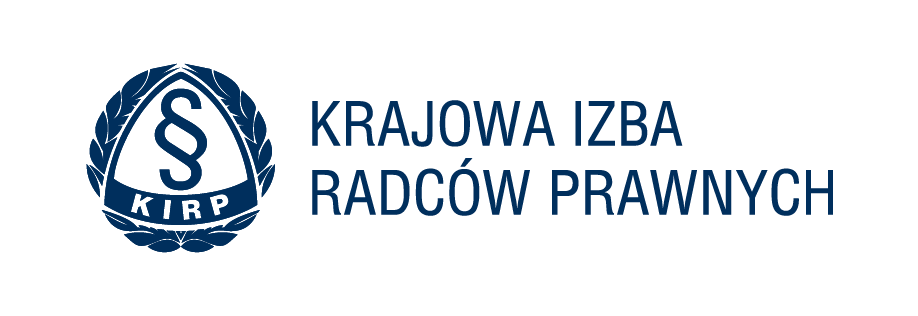 §
KIRP
KRAJOWA IZBA
RADCÓW PRAWNYCH